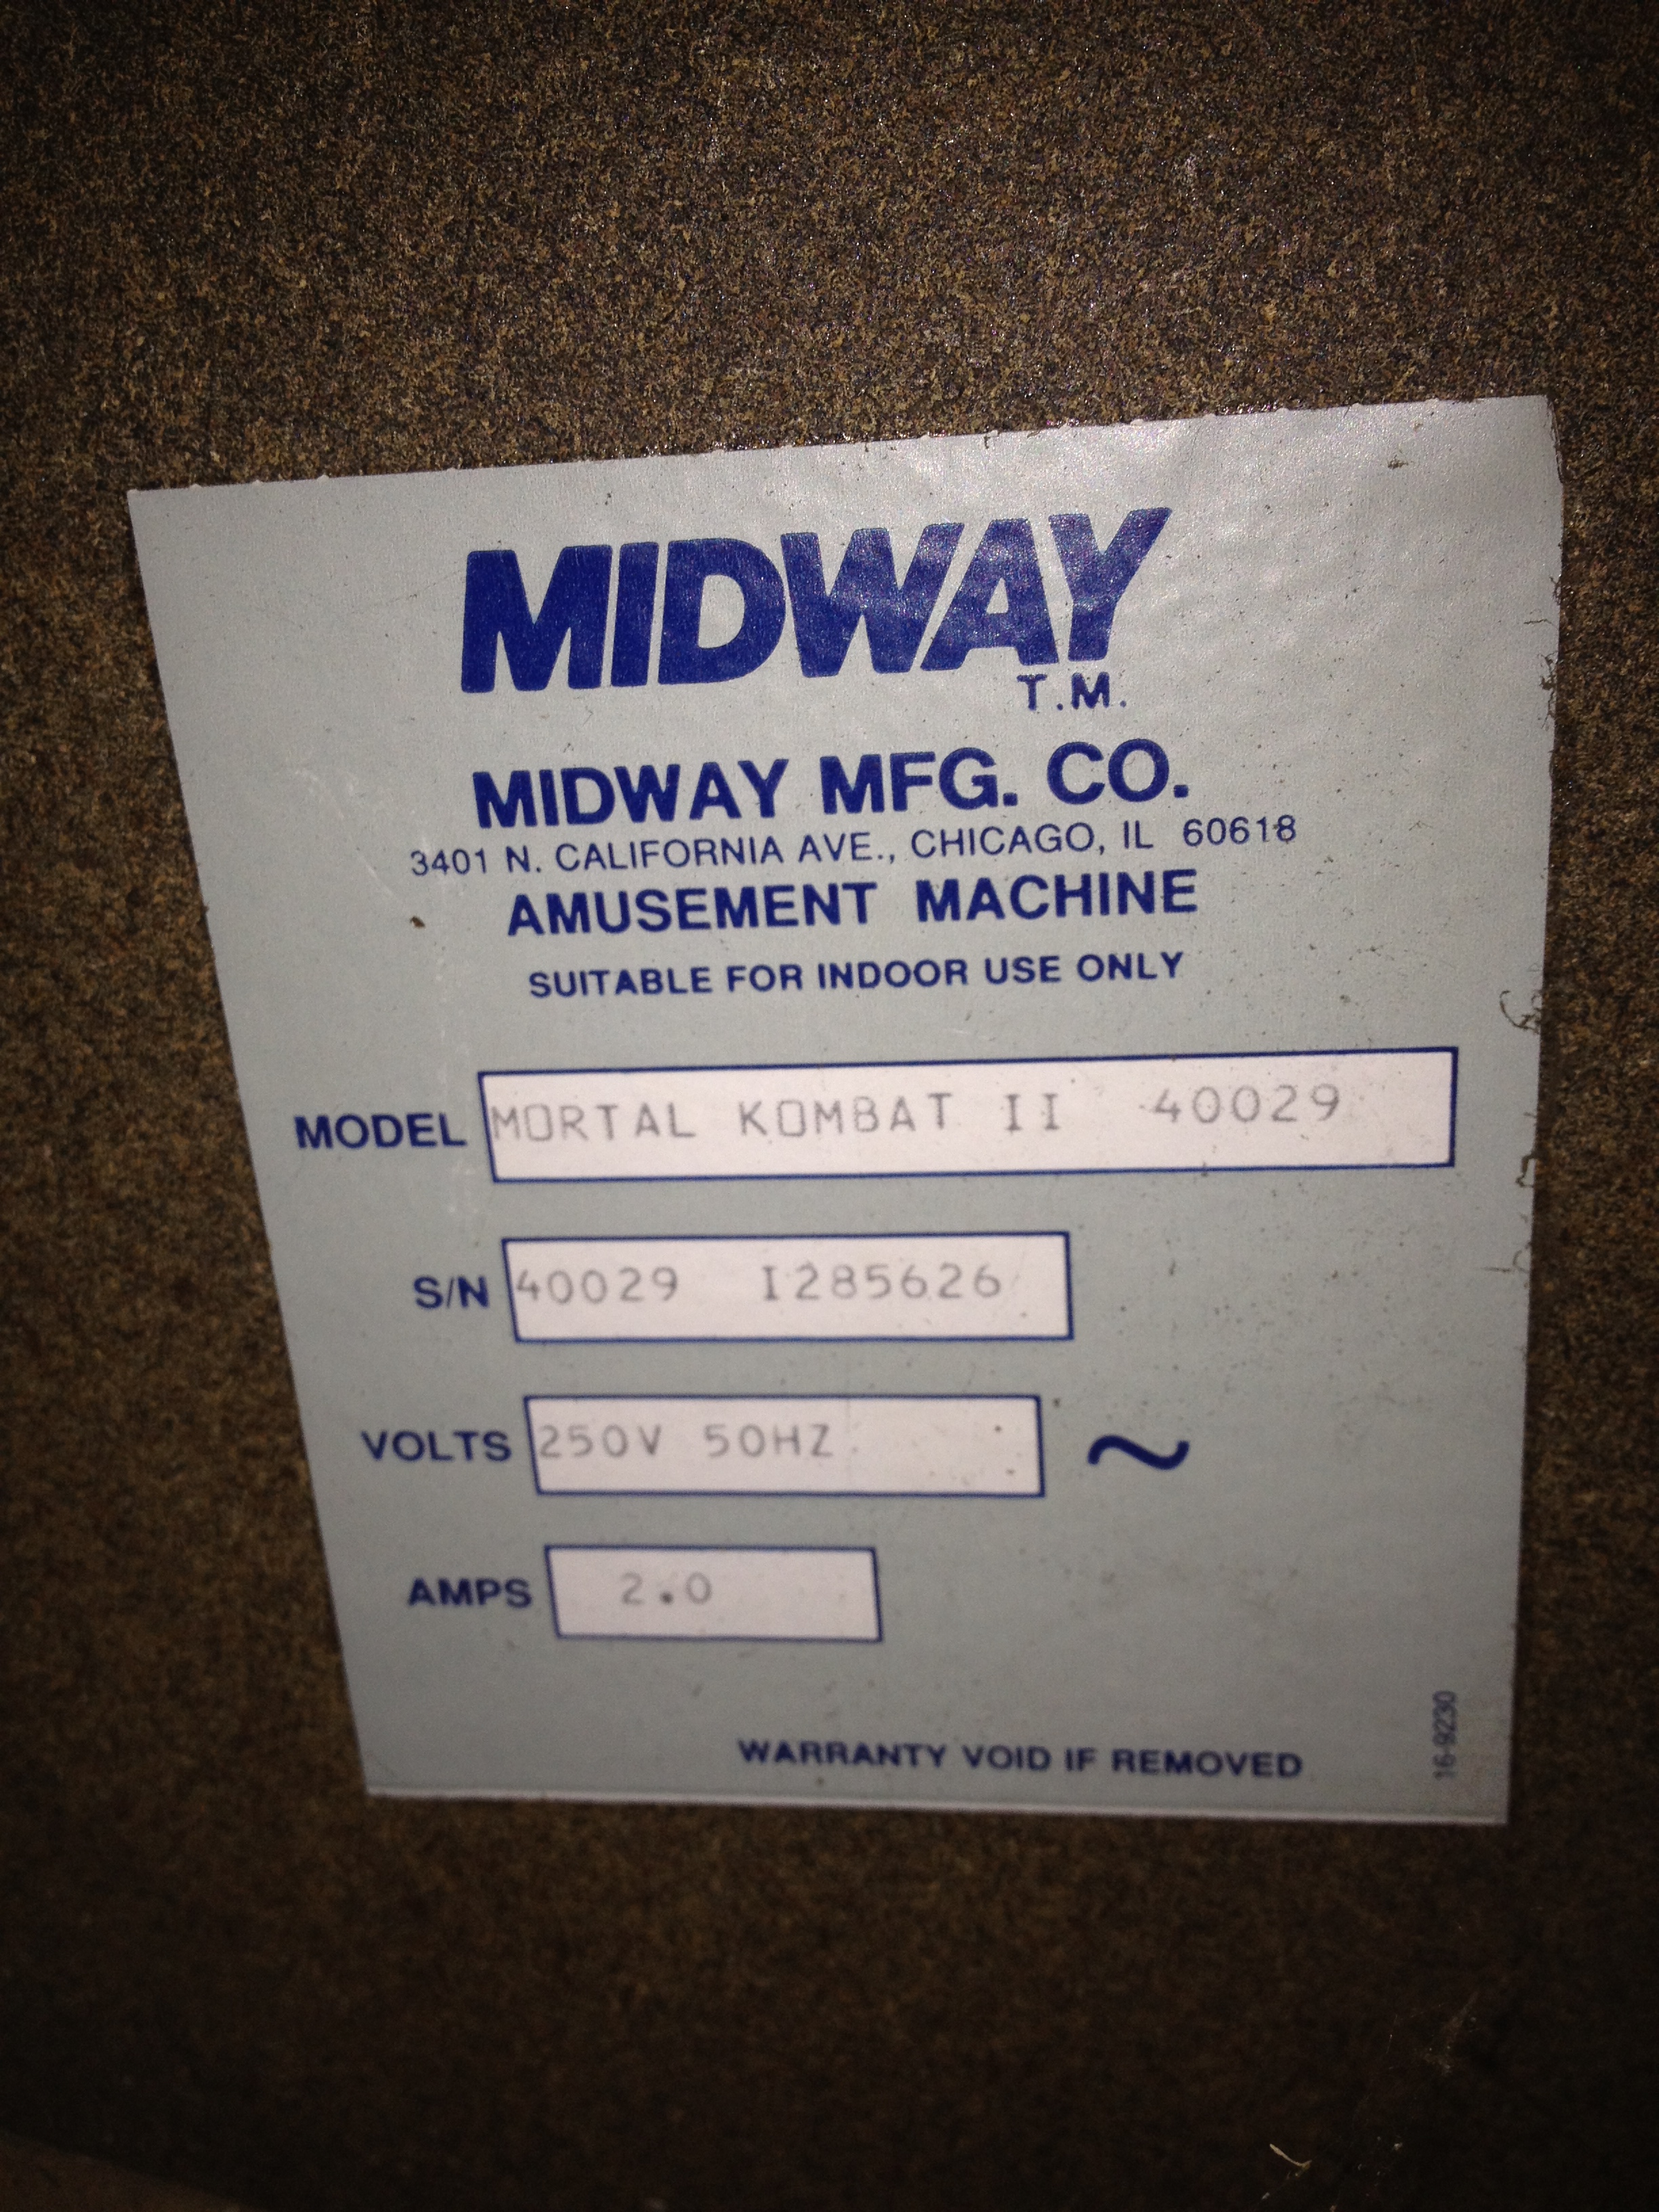 MIDWAY
T.M.
MIDWAY MFG. CO.
3401 N. CALIFORNIA AVE., CHICAGO, IL 60618
AMUSEMENT MACHINE
SUITABLE FOR INDOOR USE ONLY
MODEL MORTAL KOMBAT II 40029
S/N 40029 I285626
VOLTS 250V 50HZ ~
AMPS 2.0
WARRANTY VOID IF REMOVED
16-9230